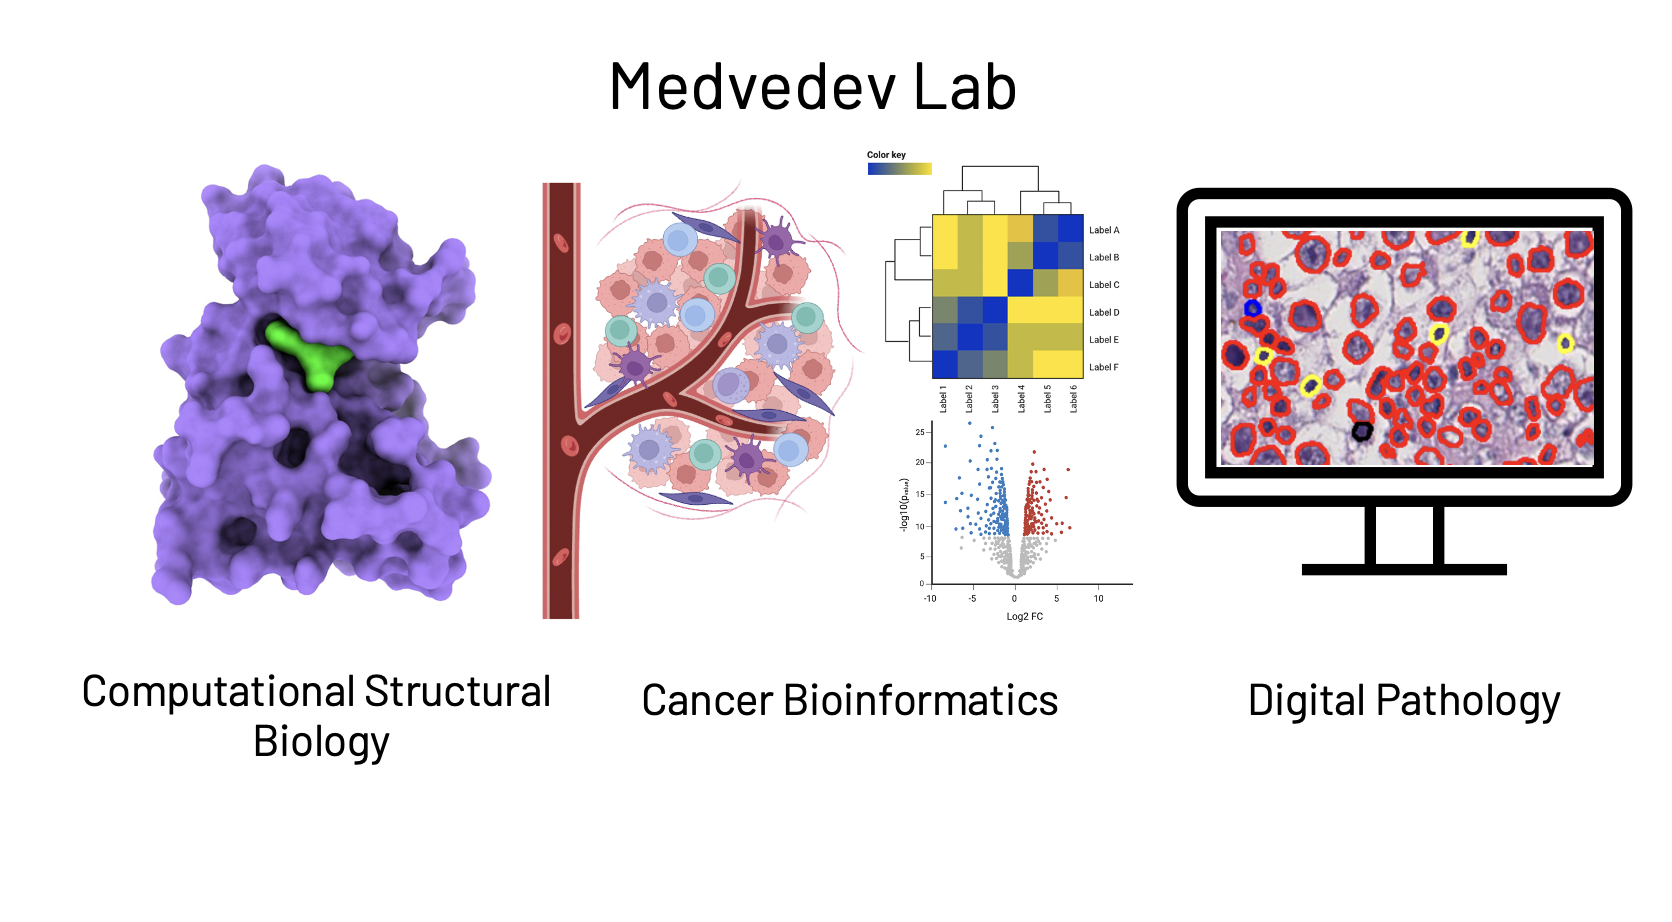 Medvedev Lab
Color key
Label A
Label B
Label C
Label D
Label E
Label F
Label 1
Label 2
Label 3
Label 4
Label 5
Label 6
-log10(pvalue)
25
20
15
10
5
0
-10
-5
0
5
10
Log2 FC
Computational Structural
Biology
Cancer Bioinformatics
Digital Pathology